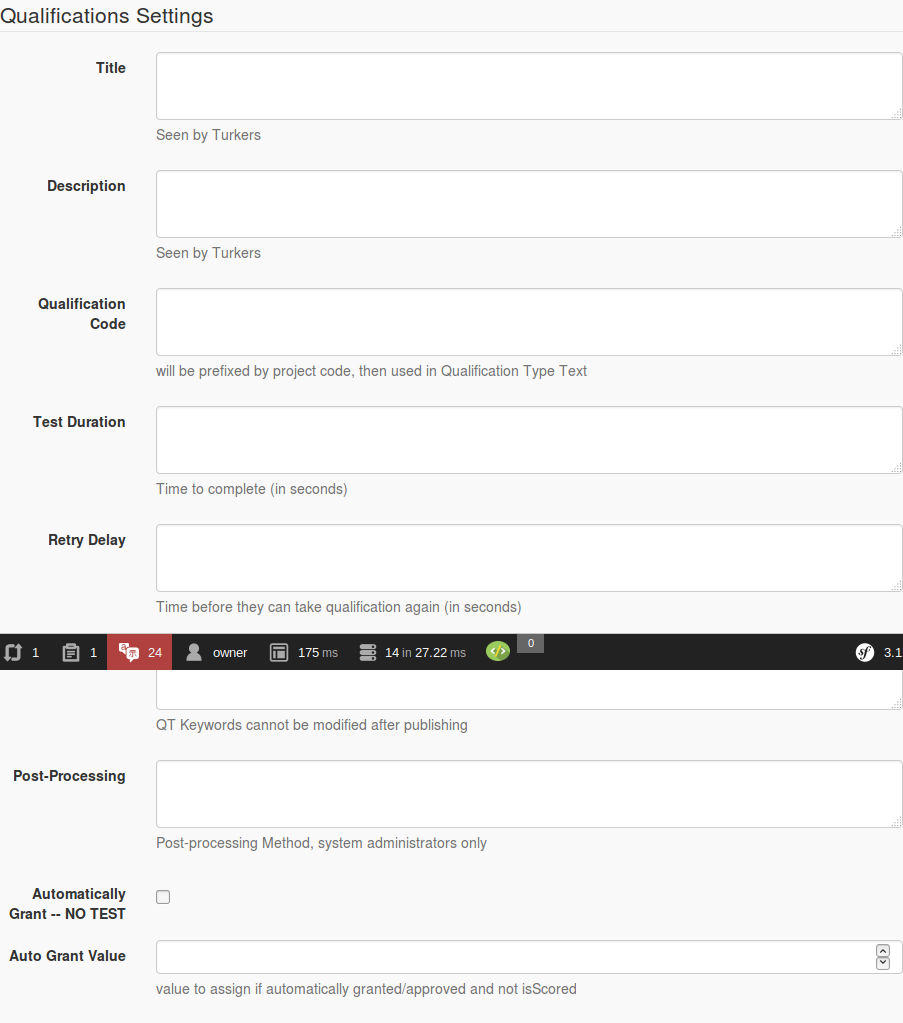 Qualifications Settings
Title
Seen by Turkers
Description
Seen by Turkers
Qualification
Code
will be prefixed by project code, then used in Qualification Type Text
Test Duration
Time to complete (in seconds)
Retry Delay
Time before they can take qualification again (in seconds)
1 1 24 owner 175 ms 14 in 27.22 ms 0 sf 3.1
QT Keywords cannot be modified after publishing
Post-Processing
Post-processing Method, system administrators only
Automatically
Grant -- NO TEST
Auto Grant Value
value to assign if automatically granted/approved and not isScored